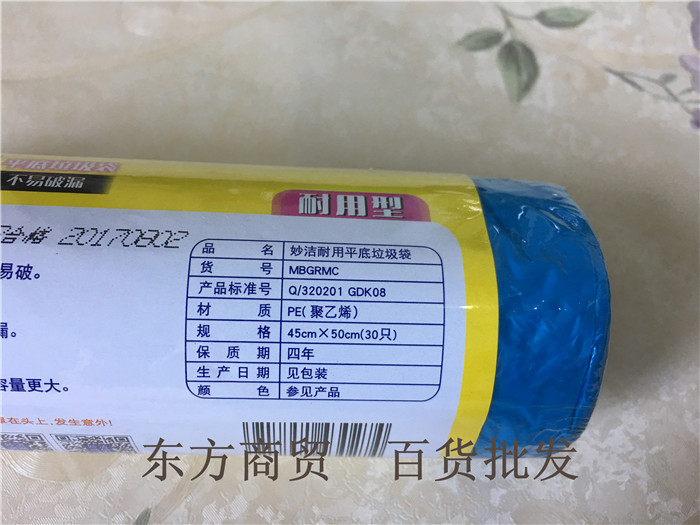 平底垃圾袋
不易破漏
耐用型
合格 20170802
品 名 妙洁耐用平底垃圾袋
货 号 MBGRMC
产品标准号 Q/320201 GDK08
材 质 PE(聚乙烯)
规 格 45cm×50cm(30只)
保 质 期 四年
生 产 日 期 见包装
颜 色 参见产品
易破。
漏。
容量更大。
在头上,发生意外!
东方商贸 百货批发